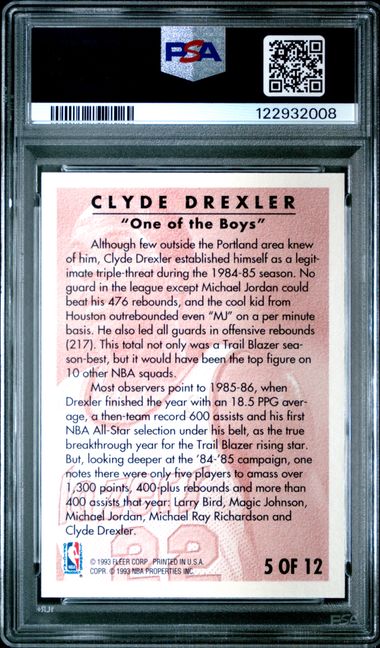 PSA
122932008
CLYDE DREXLER
"One of the Boys"
Although few outside the Portland area knew
of him, Clyde Drexler established himself as a legit-
imate triple-threat during the 1984-85 season. No
guard in the league except Michael Jordan could
beat his 476 rebounds, and the cool kid from
Houston outrebounded even "MJ" on a per minute
basis. He also led all guards in offensive rebounds
(217). This total not only was a Trail Blazer sea-
son-best, but it would have been the top figure on
10 other NBA squads.
Most observers point to 1985-86, when
Drexler finished the year with an 18.5 PPG aver-
age, a then-team record 600 assists and his first
NBA All-Star selection under his belt, as the true
breakthrough year for the Trail Blazer rising star.
But, looking deeper at the '84-'85 campaign, one
notes there were only five players to amass over
1,300 points, 400-plus rebounds and more than
400 assists that year: Larry Bird, Magic Johnson,
Michael Jordan, Michael Ray Richardson and
Clyde Drexler.
22
NBA
© 1993 FLEER CORP. PRINTED IN U.S.A.
COPR. © 1993 NBA PROPERTIES INC.
5 OF 12
PSA